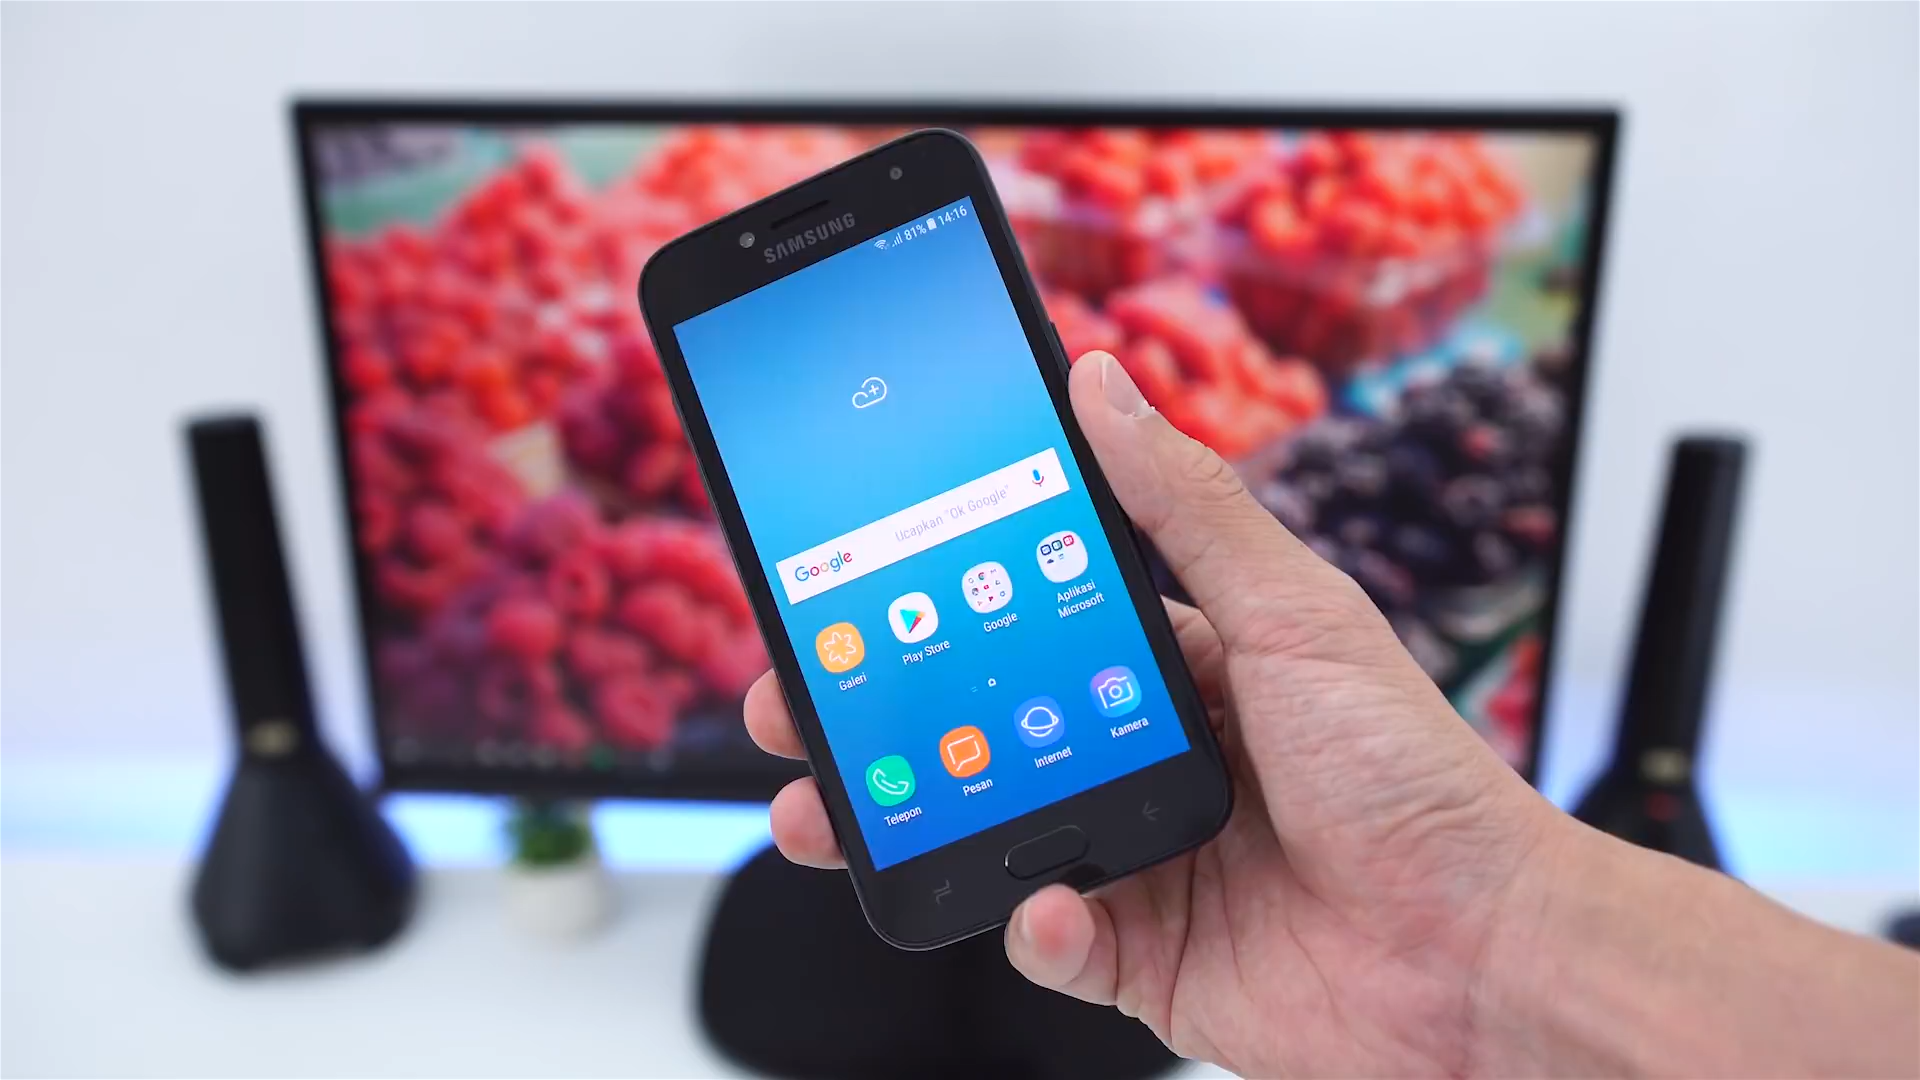 SAMSUNG
81% 14:16
Google Ucapkan "Ok Google"
Galeri
Play Store
Google
Aplikasi
Microsoft
Telepon
Pesan
Internet
Kamera